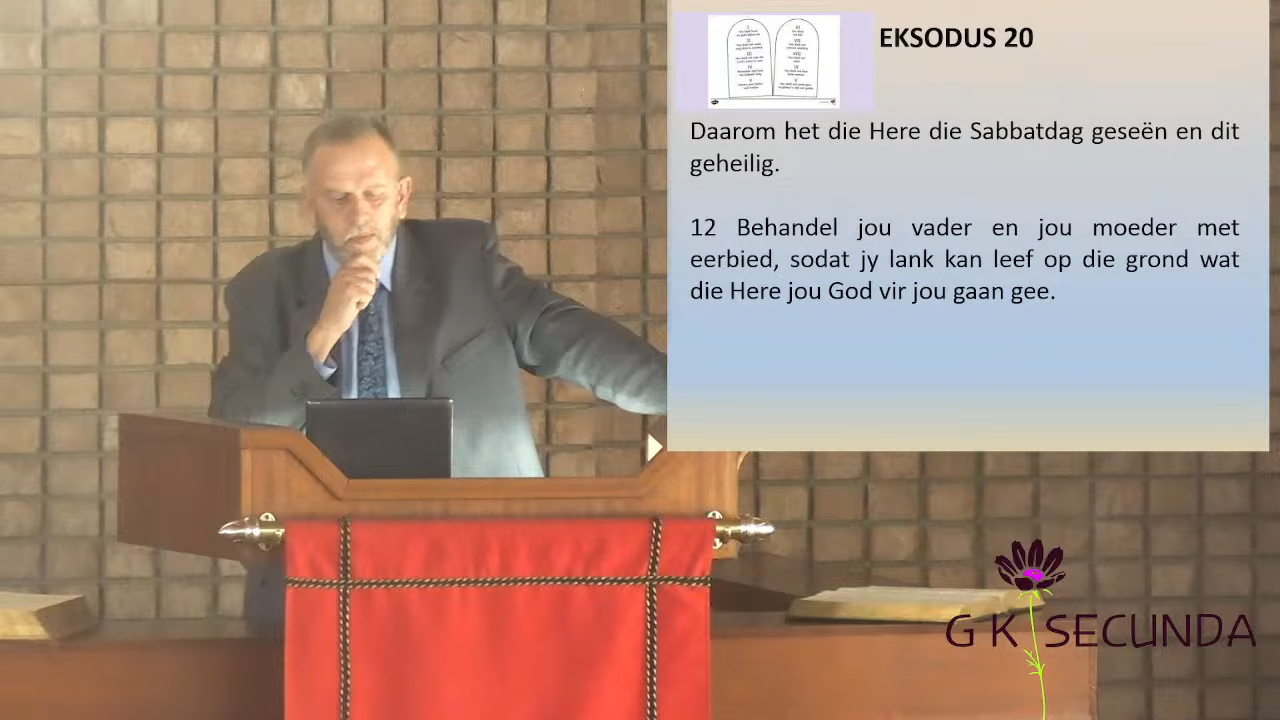 EKSODUS 20
Daarom het die Here die Sabbatdag geseën en dit
geheilig.
12 Behandel jou vader en jou moeder met
eerbied, sodat jy lank kan leef op die grond wat
die Here jou God vir jou gaan gee.
G K SECUNDA